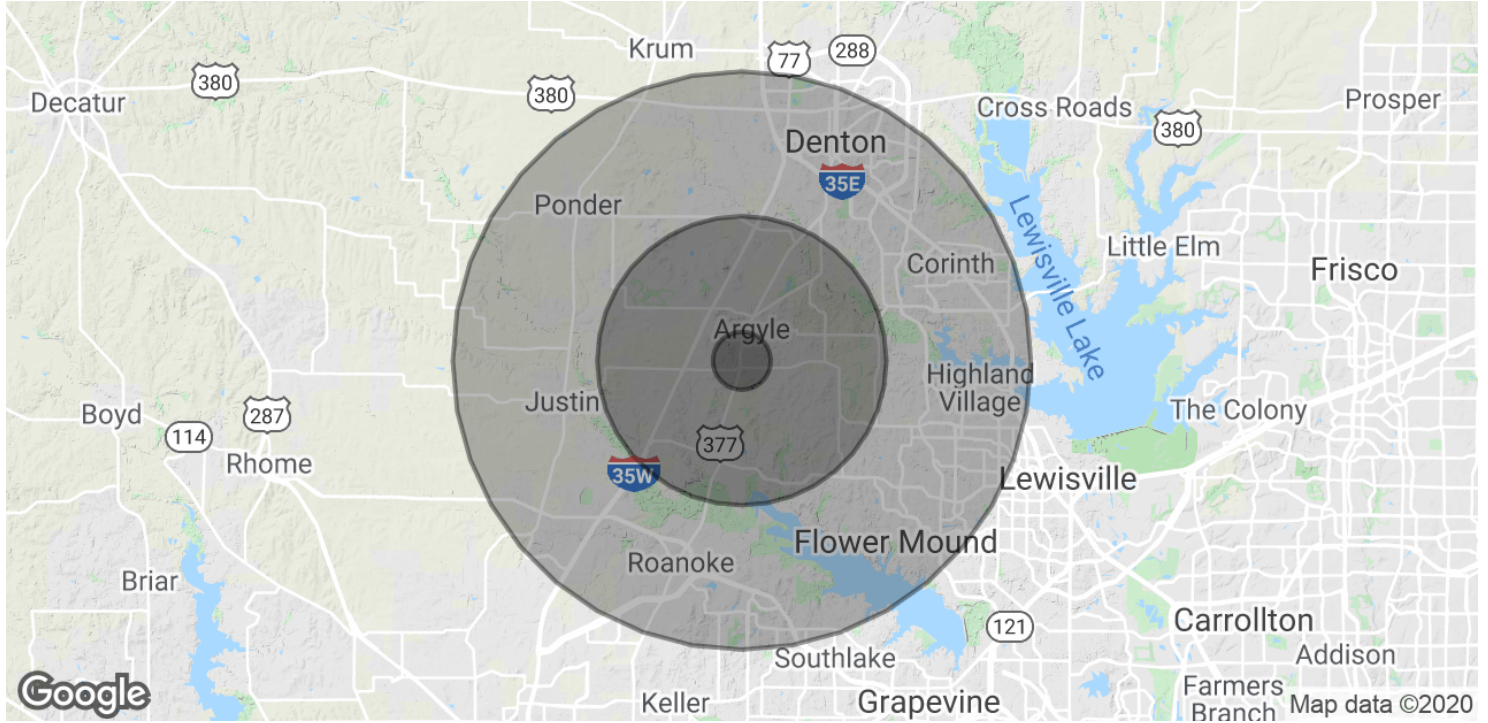 Krum
77
288
380
Decatur
380
Cross Roads
Prosper
380
Denton
35E
Ponder
Lewisville Lake
Little Elm
Corinth
Frisco
Argyle
Highland
Village
Justin
Boyd
287
The Colony
114
377
Rhome
35W
Lewisville
Flower Mound
Roanoke
Briar
121
Carrollton
Southlake
Addison
Google
Keller
Grapevine
Farmers
Branch
Map data ©2020